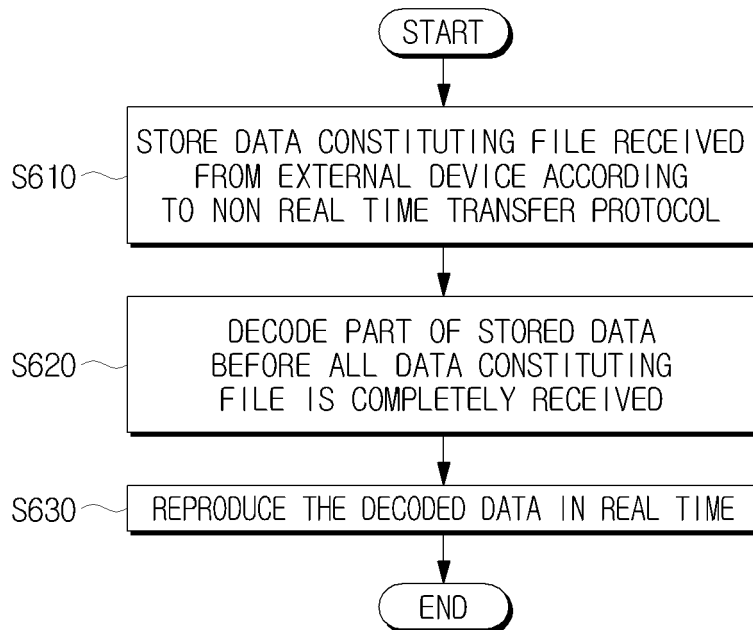 START
STORE DATA CONSTITUTING FILE RECEIVED
S610
FROM EXTERNAL DEVICE ACCORDING
TO NON REAL TIME TRANSFER PROTOCOL
DECODE PART OF STORED DATA
S620
BEFORE ALL DATA CONSTITUTING
FILE IS COMPLETELY RECEIVED
S630
REPRODUCE THE DECODED DATA IN REAL TIME
END